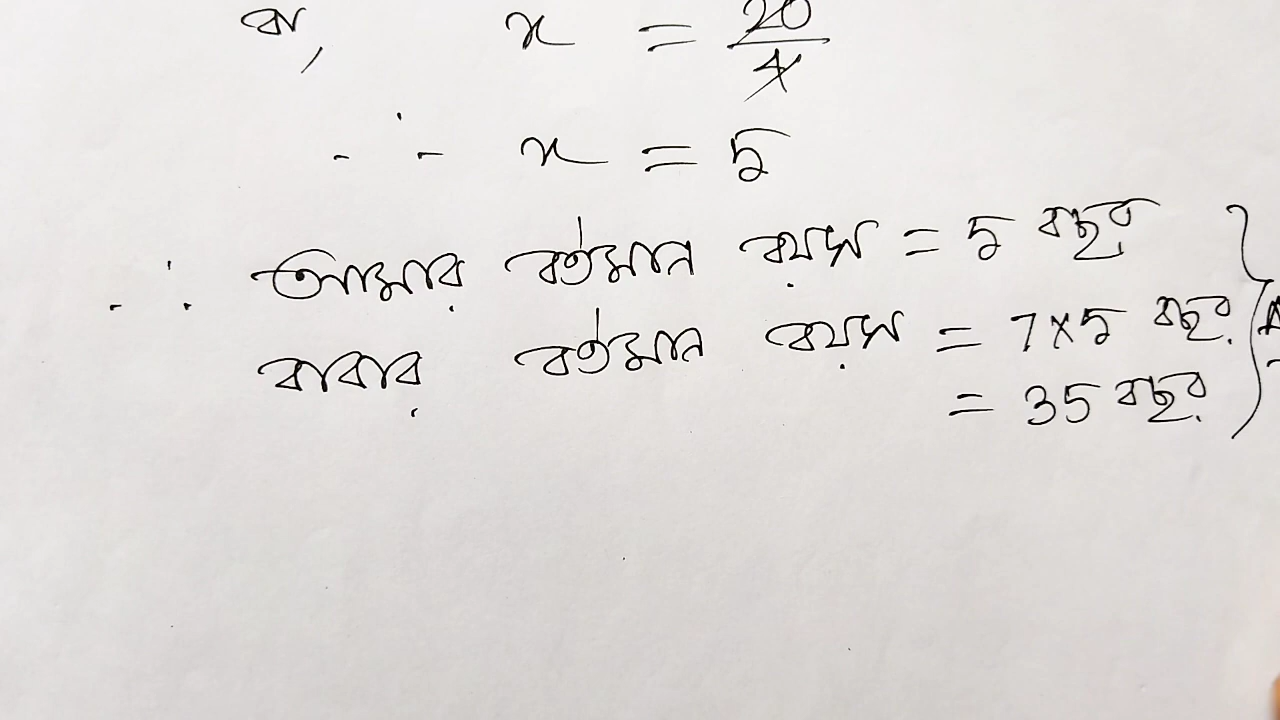 বা, x = 20/4
∴ x = 5
∴ আমার বর্তমান বয়স = 5 বছর
বাবার বর্তমান বয়স = 7×5 বছর
= 35 বছর